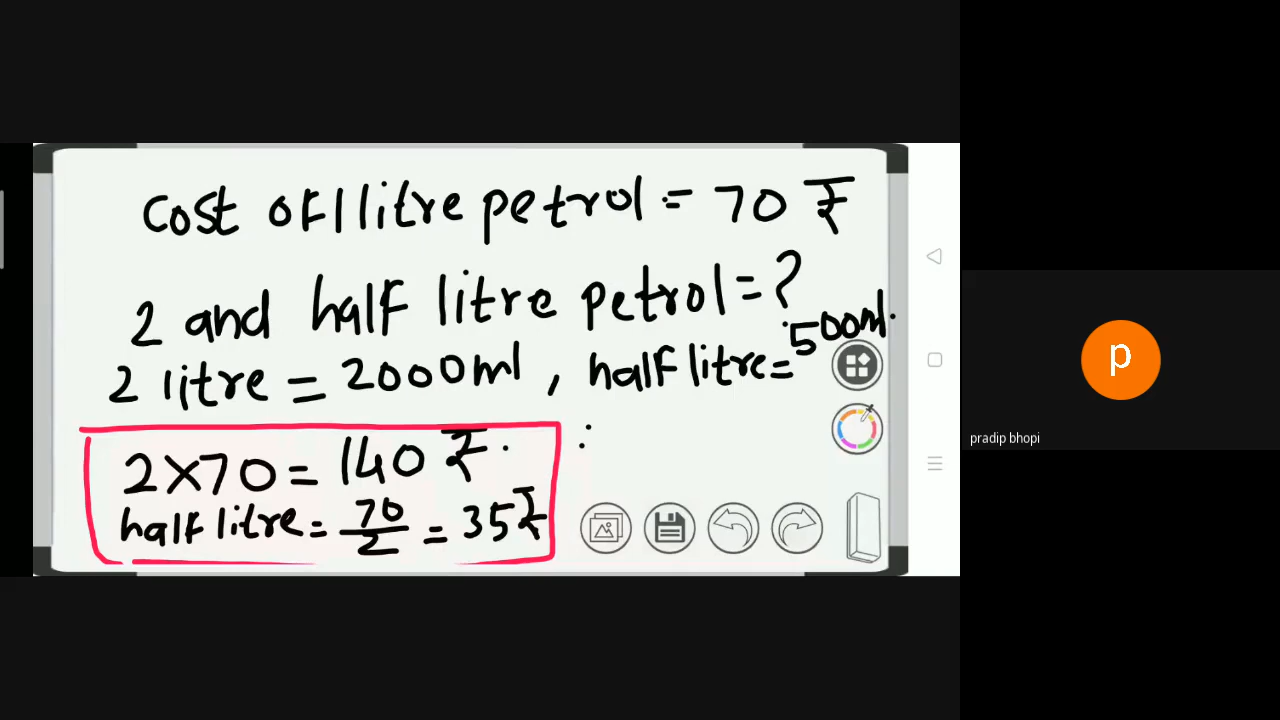 cost of 1 litre petrol = 70 ₹
2 and half litre petrol = ?
2 litre = 2000ml , half litre = 500ml.
2×70 = 140 ₹.
half litre = 70/2 = 35₹
p
pradip bhopi